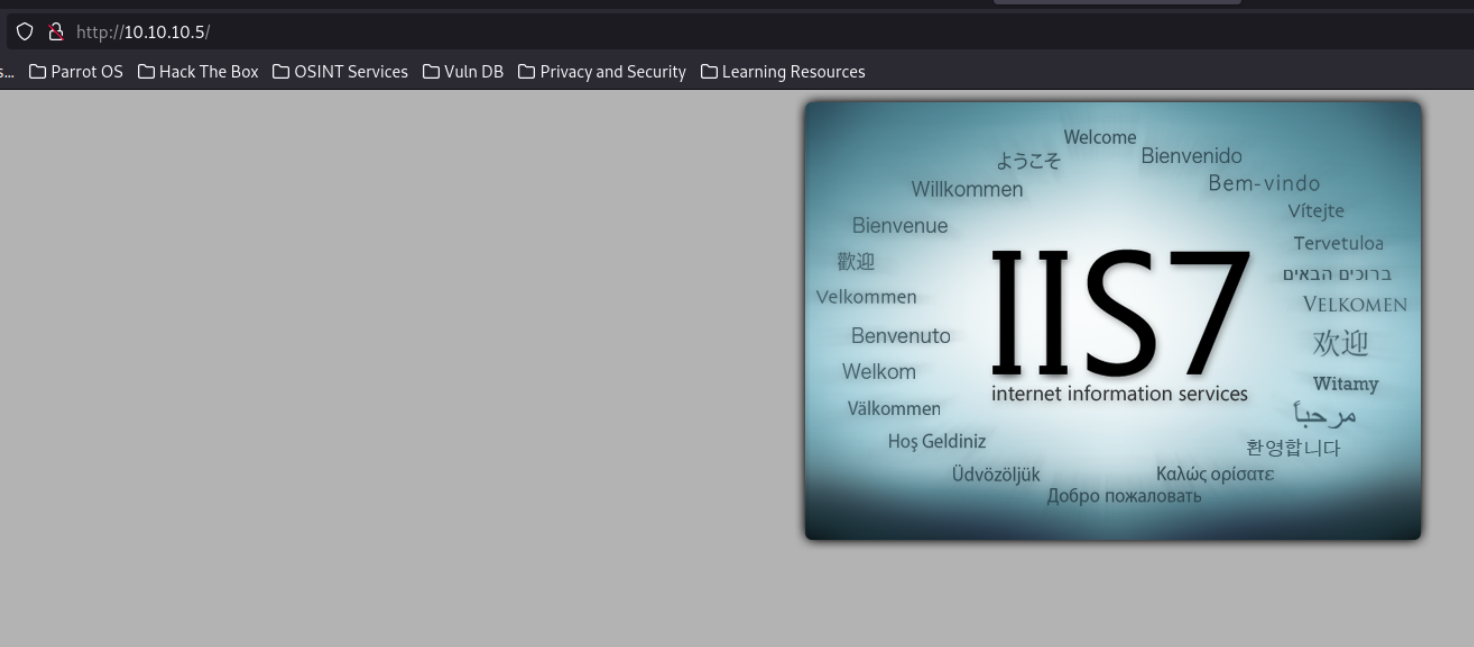 http://10.10.10.5/
s... Parrot OS Hack The Box OSINT Services Vuln DB Privacy and Security Learning Resources
Welcome
ようこそ
Bienvenido
Willkommen
Bem-vindo
Vítejte
Bienvenue
Tervetuloa
歡迎
ברוכים הבאים
Velkommen
VELKOMEN
IIS7
Benvenuto
欢迎
Welkom
Witamy
internet information services
Välkommen
مرحباً
Hoş Geldiniz
환영합니다
Üdvözöljük
Καλώς ορίσατε
Добро пожаловать